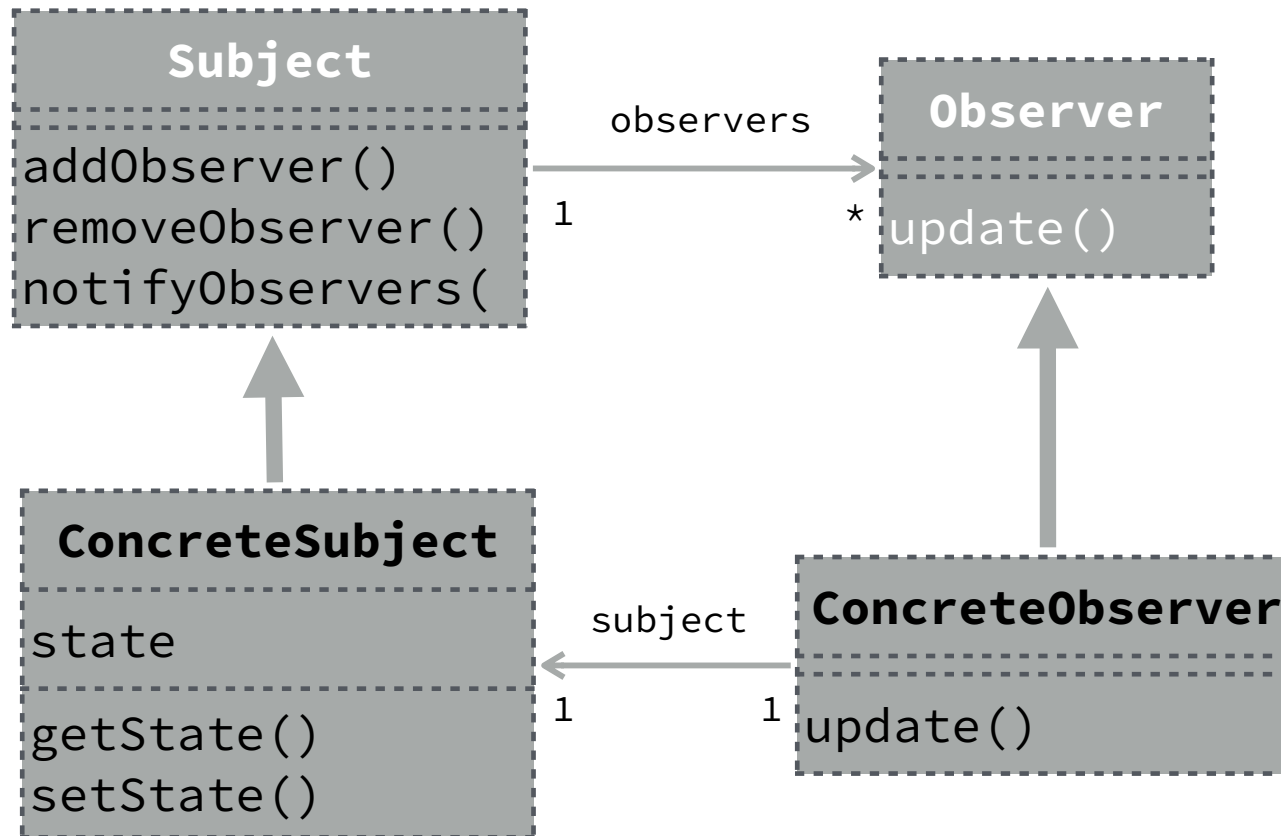 Subject
addObserver()
removeObserver()
notifyObservers(
observers
1
*
Observer
update()
ConcreteSubject
state
getState()
setState()
subject
1
1
ConcreteObserver
update()